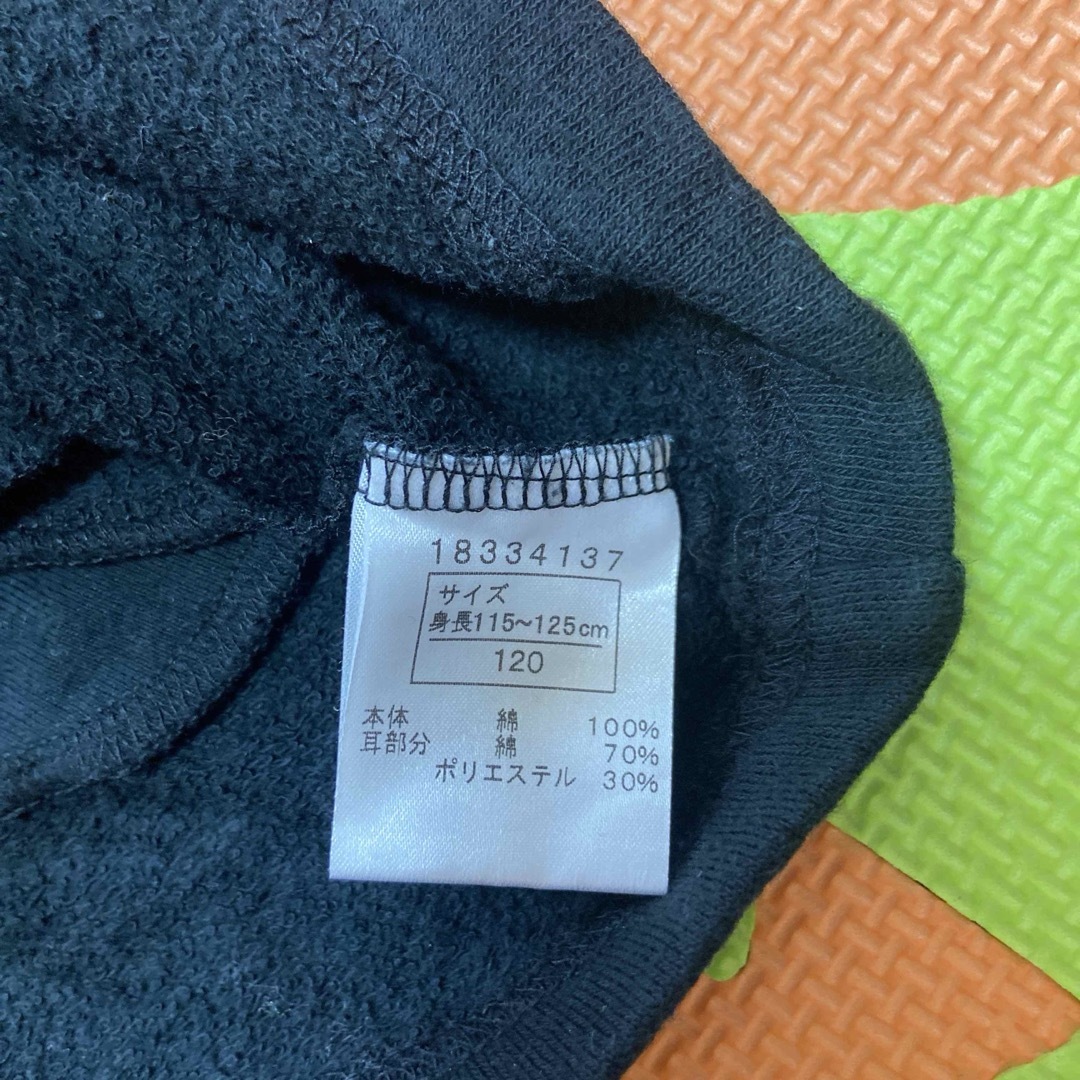 18334137
サイズ
身長115~125cm
120
本体 綿 100%
耳部分 綿 70%
ポリエステル 30%